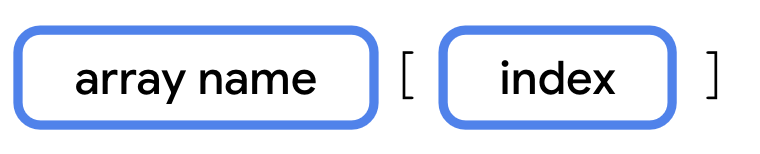 array name [ index ]